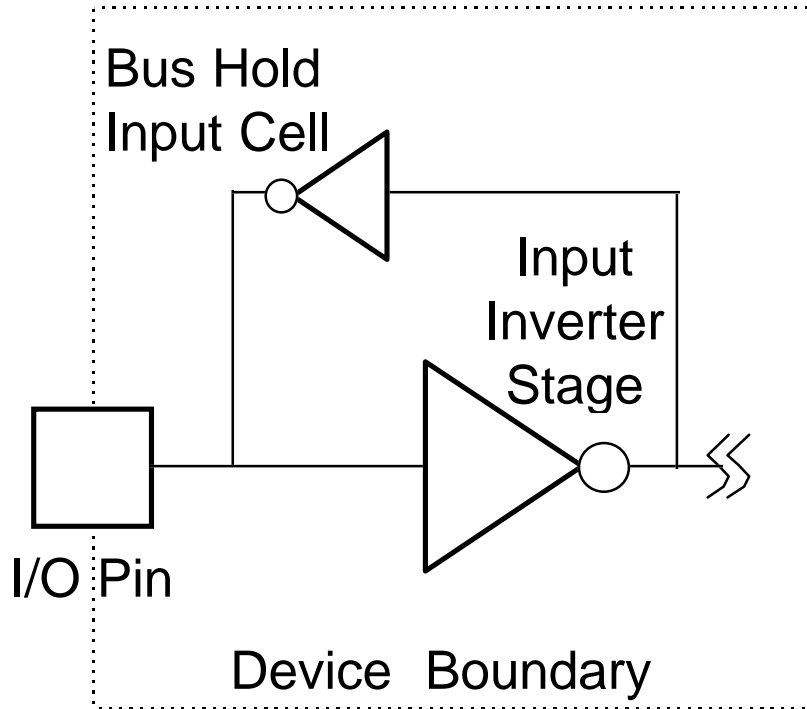 Bus Hold
Input Cell
Input
Inverter
Stage
I/O Pin
Device Boundary